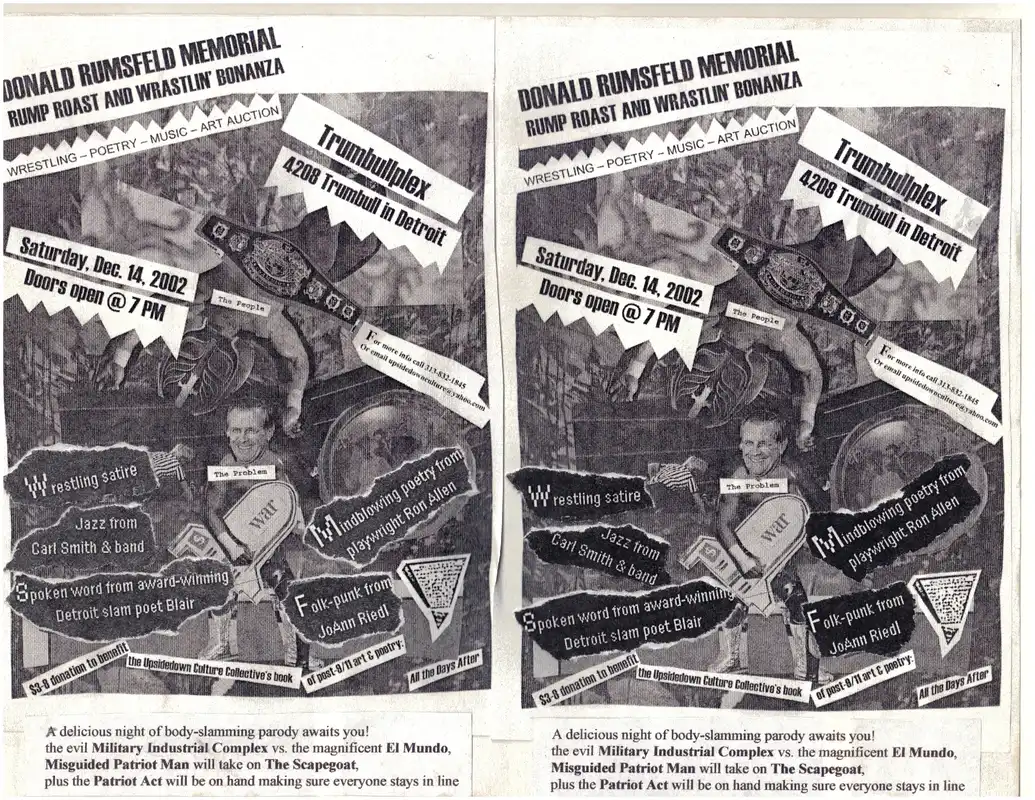 DONALD RUMSFELD MEMORIAL
RUMP ROAST AND WRASTLIN' BONANZA
WRESTLING – POETRY – MUSIC – ART AUCTION
Trumbullplex
4208 Trumbull in Detroit
Saturday, Dec. 14, 2002
Doors open @ 7 PM
The People
For more info call 313-832-1845
Or email upsidedownculture@yahoo.com
The Problem
war
$
Wrestling satire
Mindblowing poetry from
playwright Ron Allen
Jazz from
Carl Smith & band
Spoken word from award-winning
Detroit slam poet Blair
Folk-punk from
JoAnn Riedl
$3-8 donation to benefit
the Upsidedown Culture Collective's book
of post-9/11 art & poetry:
All the Days After
A delicious night of body-slamming parody awaits you!
the evil Military Industrial Complex vs. the magnificent El Mundo,
Misguided Patriot Man will take on The Scapegoat,
plus the Patriot Act will be on hand making sure everyone stays in line
DONALD RUMSFELD MEMORIAL
RUMP ROAST AND WRASTLIN' BONANZA
WRESTLING – POETRY – MUSIC – ART AUCTION
Trumbullplex
4208 Trumbull in Detroit
Saturday, Dec. 14, 2002
Doors open @ 7 PM
The People
For more info call 313-832-1845
Or email upsidedownculture@yahoo.com
The Problem
war
$
Wrestling satire
Mindblowing poetry from
playwright Ron Allen
Jazz from
Carl Smith & band
Spoken word from award-winning
Detroit slam poet Blair
Folk-punk from
JoAnn Riedl
$3-8 donation to benefit
the Upsidedown Culture Collective's book
of post-9/11 art & poetry:
All the Days After
A delicious night of body-slamming parody awaits you!
the evil Military Industrial Complex vs. the magnificent El Mundo,
Misguided Patriot Man will take on The Scapegoat,
plus the Patriot Act will be on hand making sure everyone stays in line